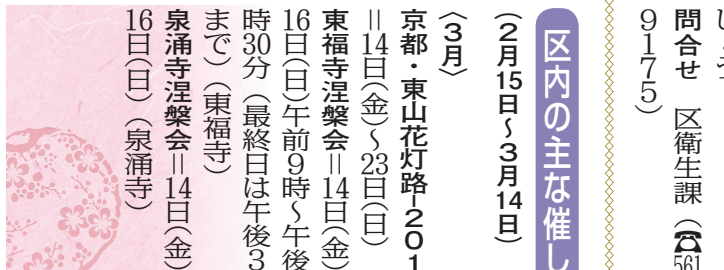 問合せ 区衛生課(☎561
9175)
区内の主な催し
(2月15日~3月14日)
〈3月〉
京都・東山花灯路-201
=14日(金)~23日(日)
東福寺涅槃会=14日(金)
16日(日)午前9時~午後
時30分(最終日は午後3
まで)(東福寺)
泉涌寺涅槃会=14日(金)
16日(日)(泉涌寺)